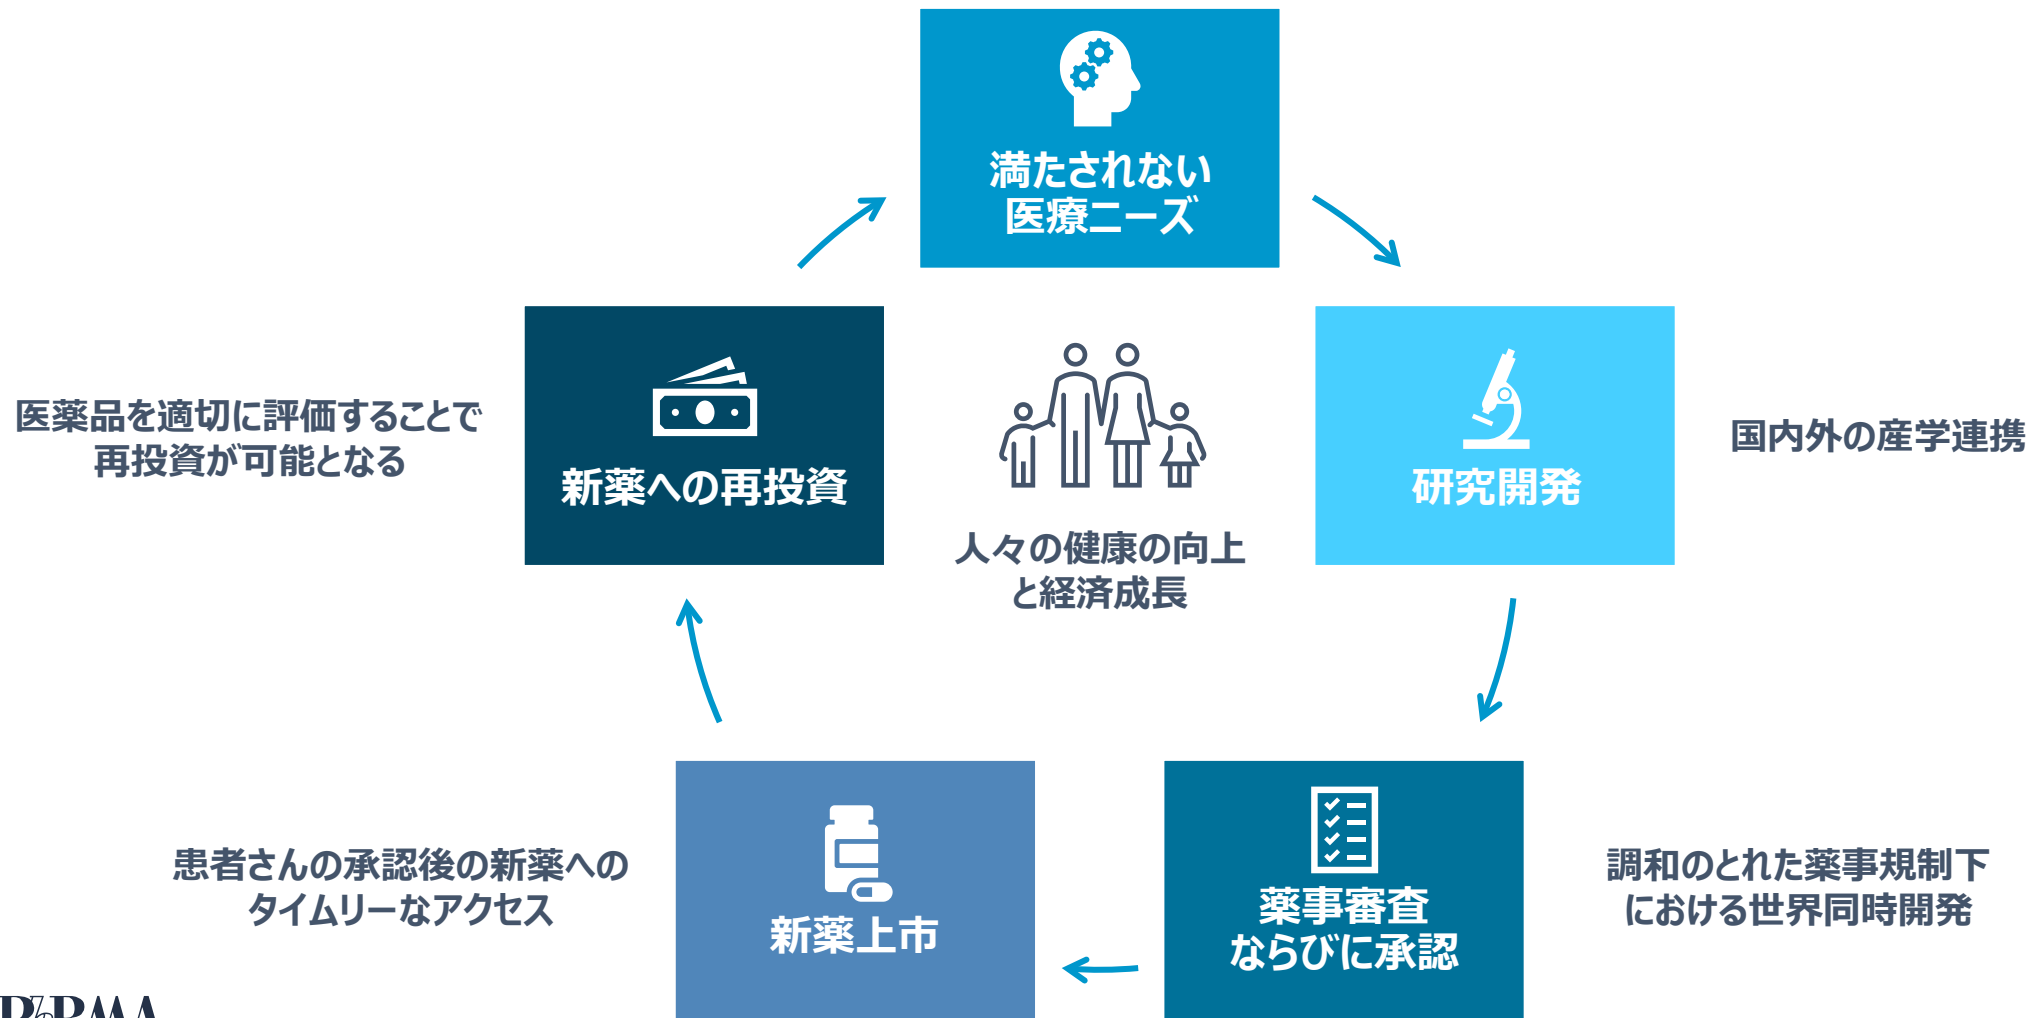 満たされない
医療ニーズ
医薬品を適切に評価することで
再投資が可能となる
新薬への再投資
人々の健康の向上
と経済成長
研究開発
国内外の産学連携
患者さんの承認後の新薬への
タイムリーなアクセス
新薬上市
薬事審査
ならびに承認
調和のとれた薬事規制下
における世界同時開発
PhRMA